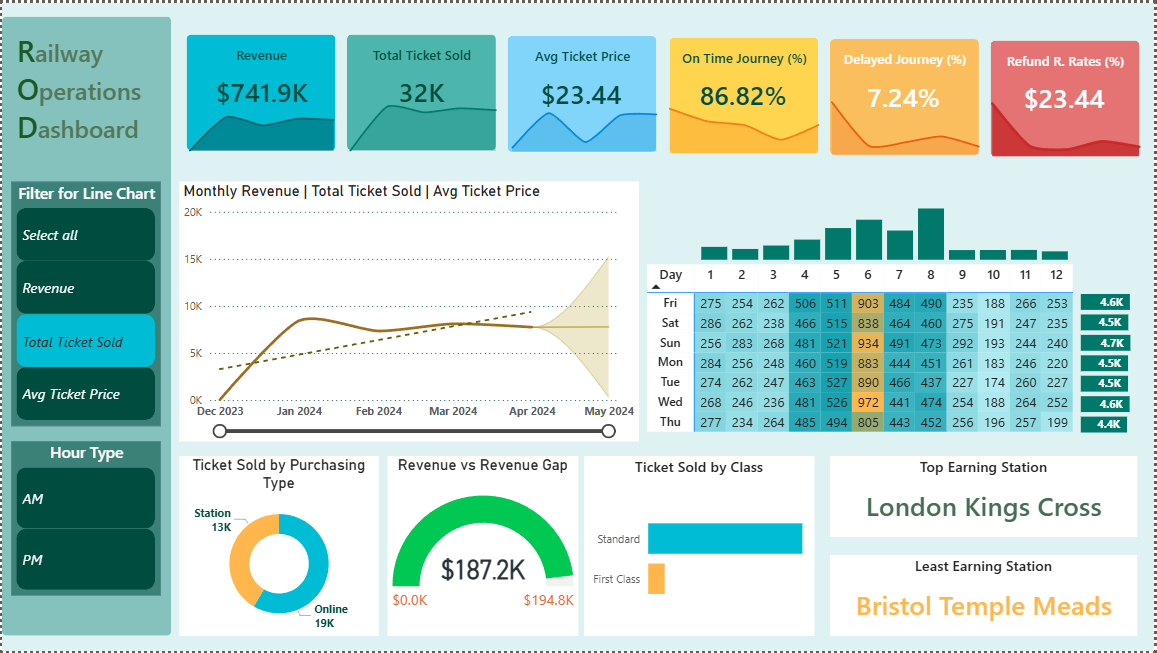 Railway
Operations
Dashboard
Revenue
$741.9K
Total Ticket Sold
32K
Avg Ticket Price
$23.44
On Time Journey (%)
86.82%
Delayed Journey (%)
7.24%
Refund R. Rates (%)
$23.44
Filter for Line Chart
Select all
Revenue
Total Ticket Sold
Avg Ticket Price
Hour Type
AM
PM
Monthly Revenue | Total Ticket Sold | Avg Ticket Price
20K
15K
10K
5K
0K
Dec 2023 Jan 2024 Feb 2024 Mar 2024 Apr 2024 May 2024
Day 1 2 3 4 5 6 7 8 9 10 11 12
Fri 275 254 262 506 511 903 484 490 235 188 266 253 4.6K
Sat 286 262 238 466 515 838 464 460 275 191 247 235 4.5K
Sun 256 283 268 481 521 934 491 473 292 193 244 240 4.7K
Mon 284 256 248 460 519 883 444 451 261 183 246 220 4.5K
Tue 274 262 247 463 527 890 466 437 227 174 260 227 4.5K
Wed 268 246 236 481 526 972 441 474 254 188 264 252 4.6K
Thu 277 234 264 485 494 805 443 452 256 196 257 199 4.4K
Ticket Sold by Purchasing
Type
Station
13K
Online
19K
Revenue vs Revenue Gap
$187.2K
$0.0K $194.8K
Ticket Sold by Class
Standard
First Class
Top Earning Station
London Kings Cross
Least Earning Station
Bristol Temple Meads